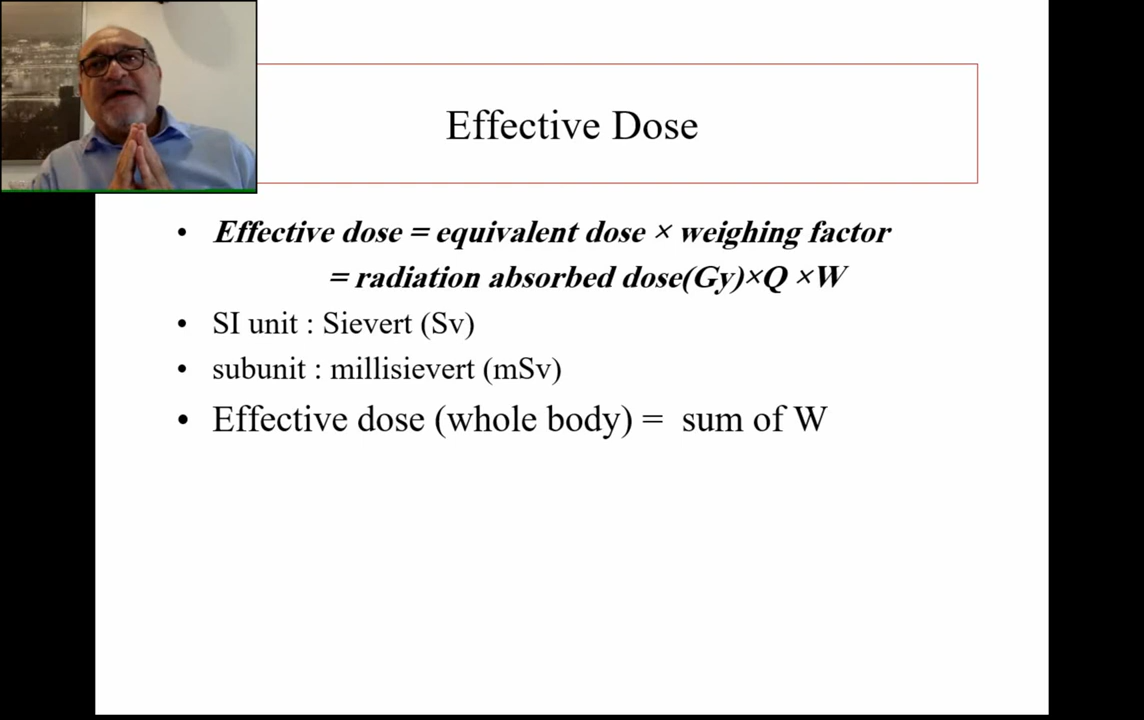 Effective Dose
• Effective dose = equivalent dose × weighing factor
= radiation absorbed dose(Gy)×Q ×W
• SI unit : Sievert (Sv)
• subunit : millisievert (mSv)
• Effective dose (whole body) = sum of W